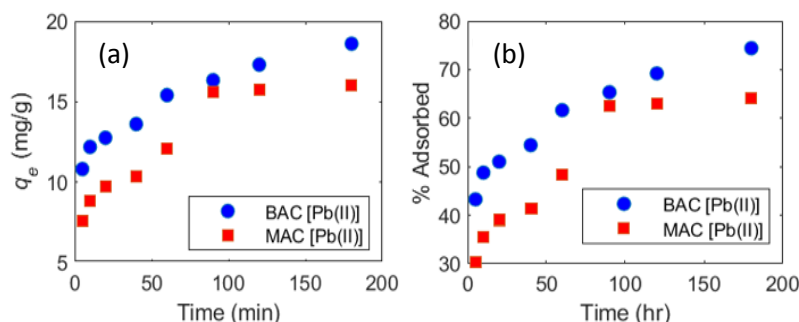 (a)
20
15
10
5
q_e (mg/g)
BAC [Pb(II)]
MAC [Pb(II)]
0 50 100 150 200
Time (min)
(b)
80
70
60
50
40
30
% Adsorbed
BAC [Pb(II)]
MAC [Pb(II)]
0 50 100 150 200
Time (hr)